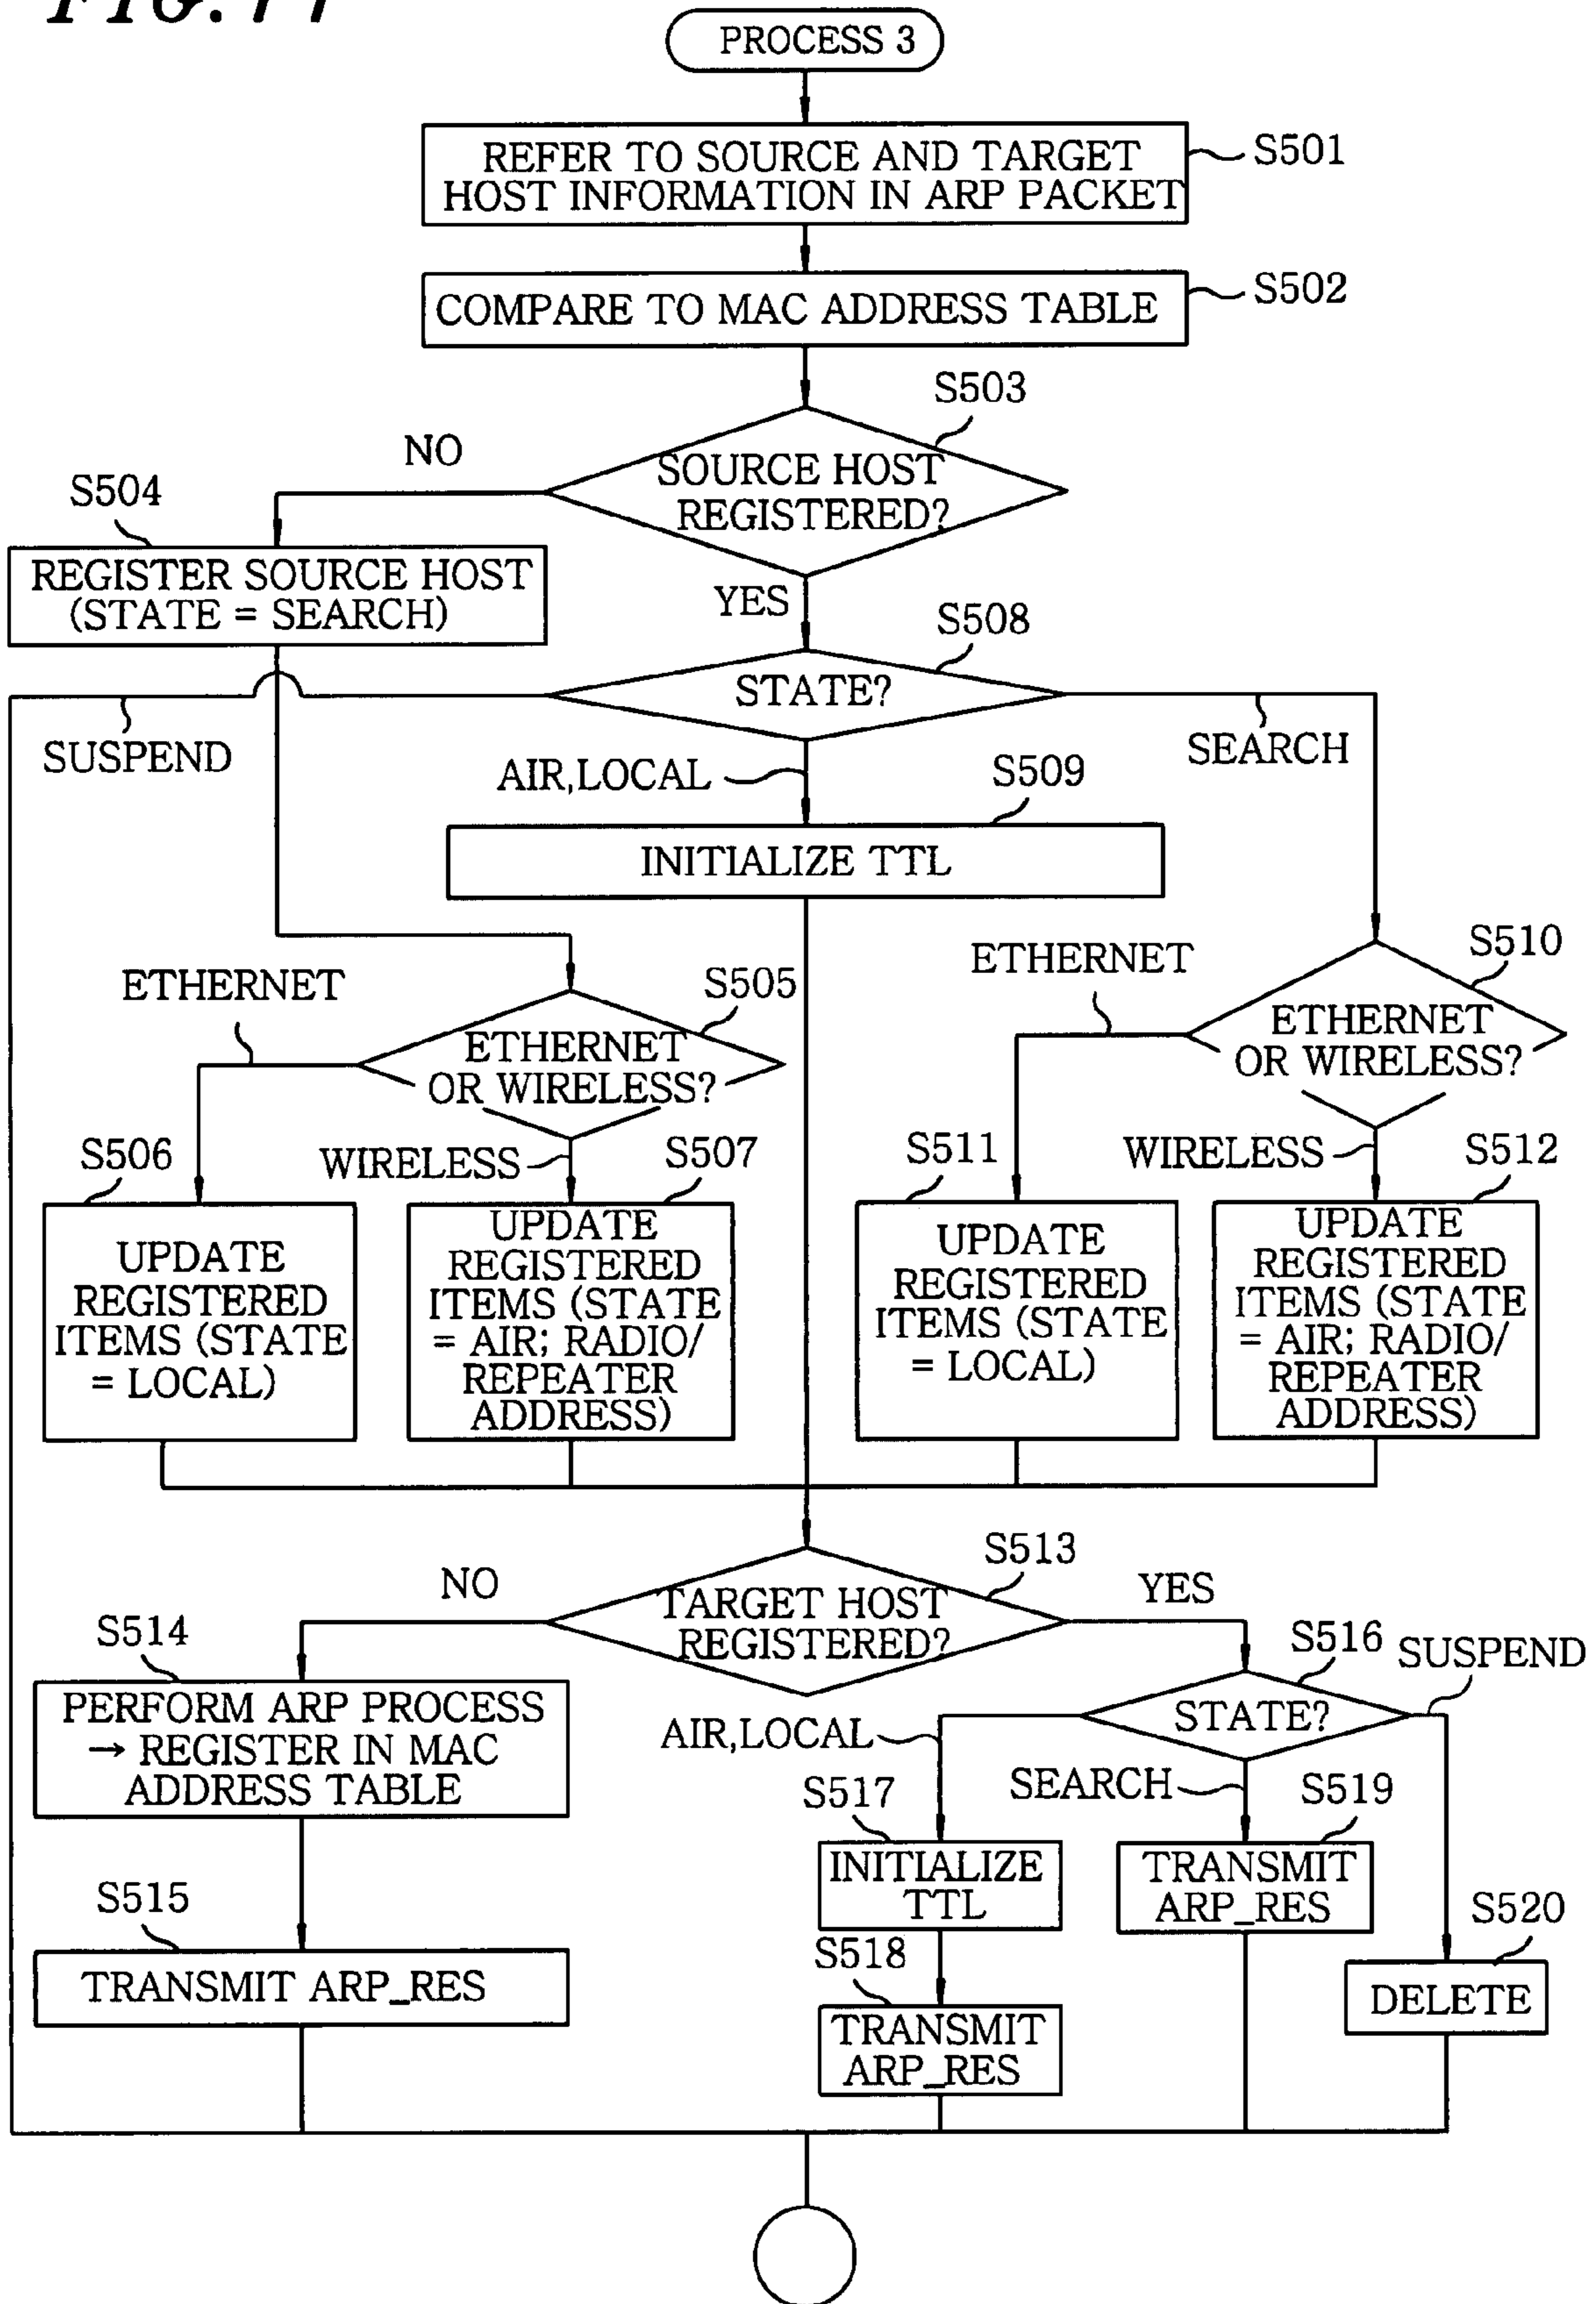 PROCESS 3
REFER TO SOURCE AND TARGET
HOST INFORMATION IN ARP PACKET
S501
COMPARE TO MAC ADDRESS TABLE
S502
S503
NO
SOURCE HOST
REGISTERED?
S504
REGISTER SOURCE HOST
(STATE = SEARCH)
YES
S508
STATE?
SUSPEND
SEARCH
AIR,LOCAL
S509
INITIALIZE TTL
ETHERNET
S505
ETHERNET
OR WIRELESS?
ETHERNET
S510
ETHERNET
OR WIRELESS?
S506
WIRELESS
S507
S511
WIRELESS
S512
UPDATE
REGISTERED
ITEMS (STATE
= LOCAL)
UPDATE
REGISTERED
ITEMS (STATE
= AIR; RADIO/
REPEATER
ADDRESS)
UPDATE
REGISTERED
ITEMS (STATE
= LOCAL)
UPDATE
REGISTERED
ITEMS (STATE
= AIR; RADIO/
REPEATER
ADDRESS)
S513
NO
TARGET HOST
REGISTERED?
YES
S514
PERFORM ARP PROCESS
→ REGISTER IN MAC
ADDRESS TABLE
S516
SUSPEND
STATE?
AIR,LOCAL
SEARCH
S517
INITIALIZE
TTL
S519
TRANSMIT
ARP_RES
S515
TRANSMIT ARP_RES
S518
TRANSMIT
ARP_RES
S520
DELETE